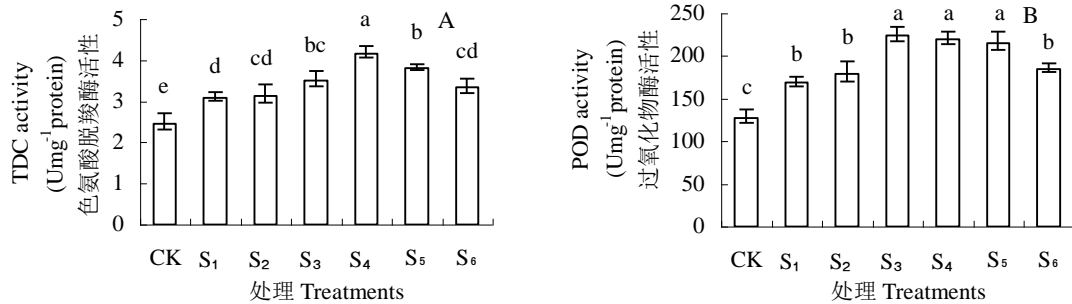 A
TDC activity
(Umg⁻¹protein)
色氨酸脱羧酶活性
5
4
3
2
1
0
e d cd bc a b cd
CK S₁ S₂ S₃ S₄ S₅ S₆
处理 Treatments
B
POD activity
(Umg⁻¹protein)
过氧化物酶活性
250
200
150
100
50
0
c b b a a a b
CK S₁ S₂ S₃ S₄ S₅ S₆
处理 Treatments